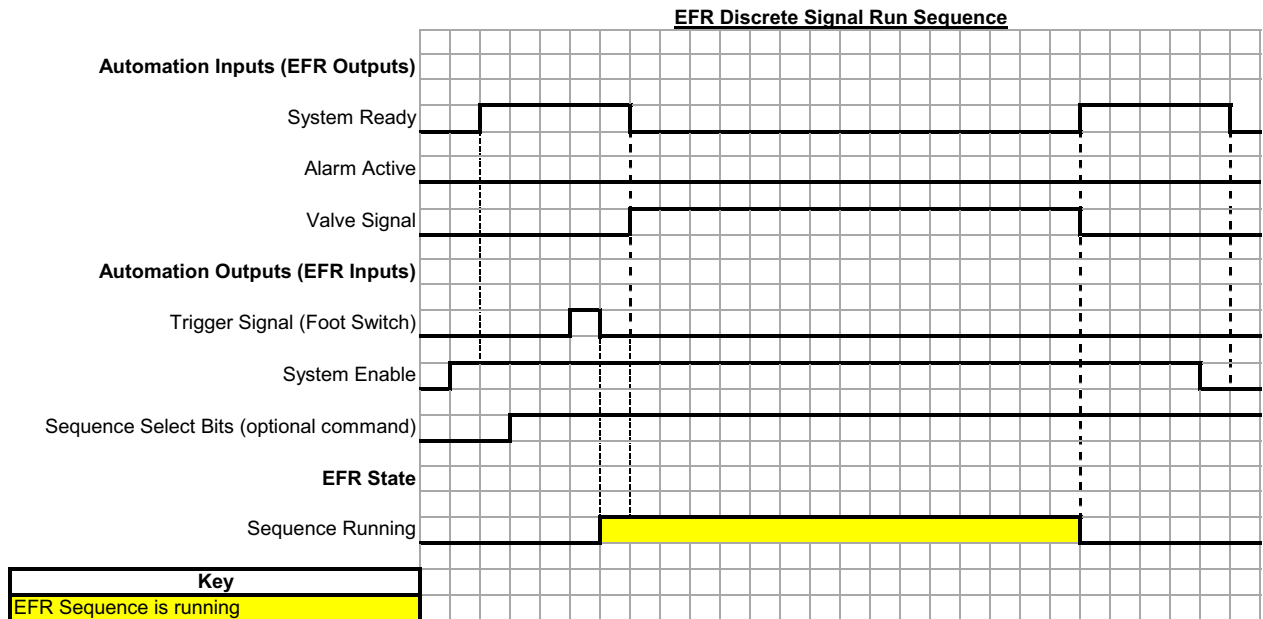 EFR Discrete Signal Run Sequence
Automation Inputs (EFR Outputs)
System Ready
Alarm Active
Valve Signal
Automation Outputs (EFR Inputs)
Trigger Signal (Foot Switch)
System Enable
Sequence Select Bits (optional command)
EFR State
Sequence Running
Key
EFR Sequence is running